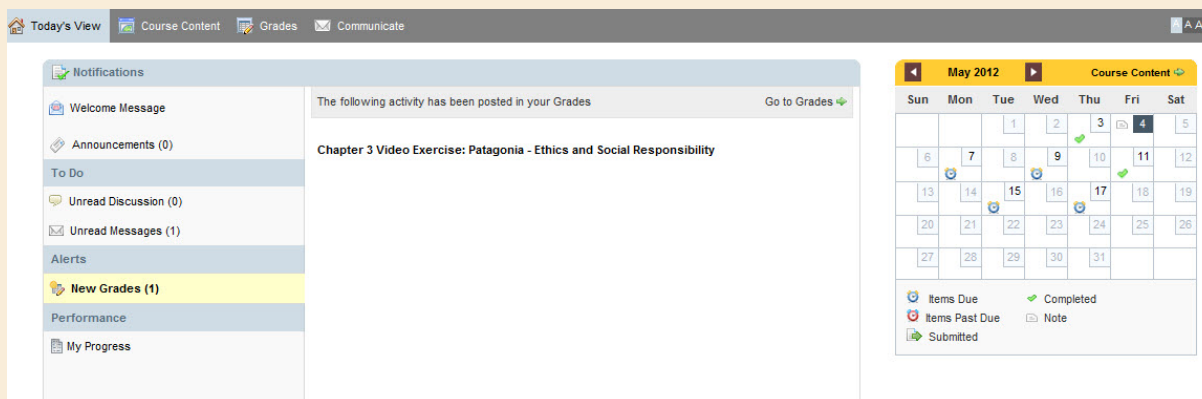 Today's View Course Content Grades Communicate A A A
Notifications
Welcome Message
Announcements (0)
To Do
Unread Discussion (0)
Unread Messages (1)
Alerts
New Grades (1)
Performance
My Progress
The following activity has been posted in your Grades Go to Grades
Chapter 3 Video Exercise: Patagonia - Ethics and Social Responsibility
May 2012 Course Content
Sun Mon Tue Wed Thu Fri Sat
1 2 3 4 5
6 7 8 9 10 11 12
13 14 15 16 17 18 19
20 21 22 23 24 25 26
27 28 29 30 31
Items Due Completed
Items Past Due Note
Submitted